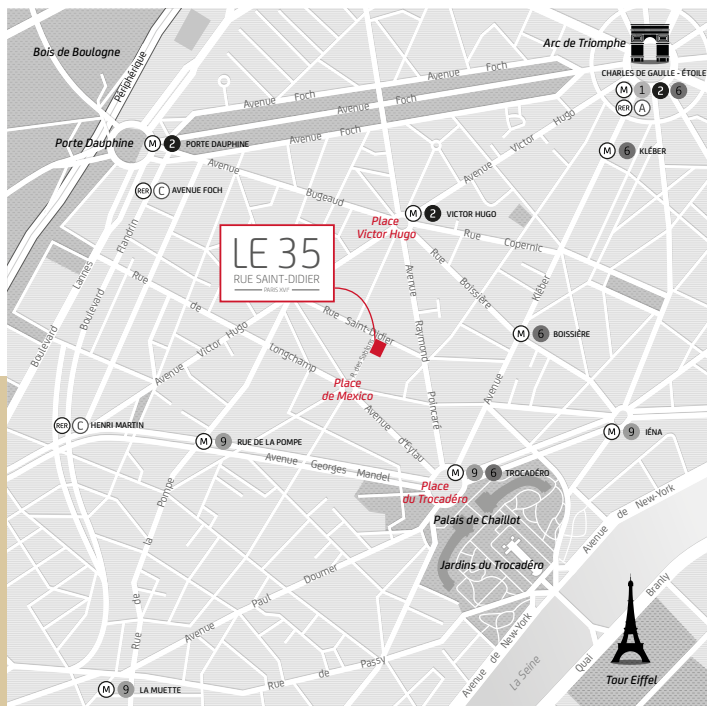 Bois de Boulogne
Périphérique
Arc de Triomphe
CHARLES DE GAULLE - ÉTOILE
M 1 2 6
RER A
Avenue Foch
Avenue Foch
Avenue Foch
Porte Dauphine
M 2 PORTE DAUPHINE
M 6 KLÉBER
Avenue Victor Hugo
RER C AVENUE FOCH
Avenue Bugeaud
M 2 VICTOR HUGO
Place
Victor Hugo
Rue Copernic
LE 35
RUE SAINT-DIDIER
PARIS XVIE
Boulevard Flandrin
Boulevard Lannes
Rue de Longchamp
Rue Saint-Didier
R. des Sablons
Rue Boissière
Avenue Kléber
Avenue Raymond Poincaré
M 6 BOISSIÈRE
Avenue Victor Hugo
Place
de Mexico
Avenue d'Eylau
RER C HENRI MARTIN
M 9 RUE DE LA POMPE
M 9 IÉNA
Avenue Georges Mandel
M 9 6 TROCADÉRO
Place
du Trocadéro
Palais de Chaillot
Jardins du Trocadéro
Rue de la Pompe
Avenue Paul Doumer
Avenue de New-York
Avenue de New-York
La Seine
Quai Branly
Tour Eiffel
Rue de Passy
M 9 LA MUETTE